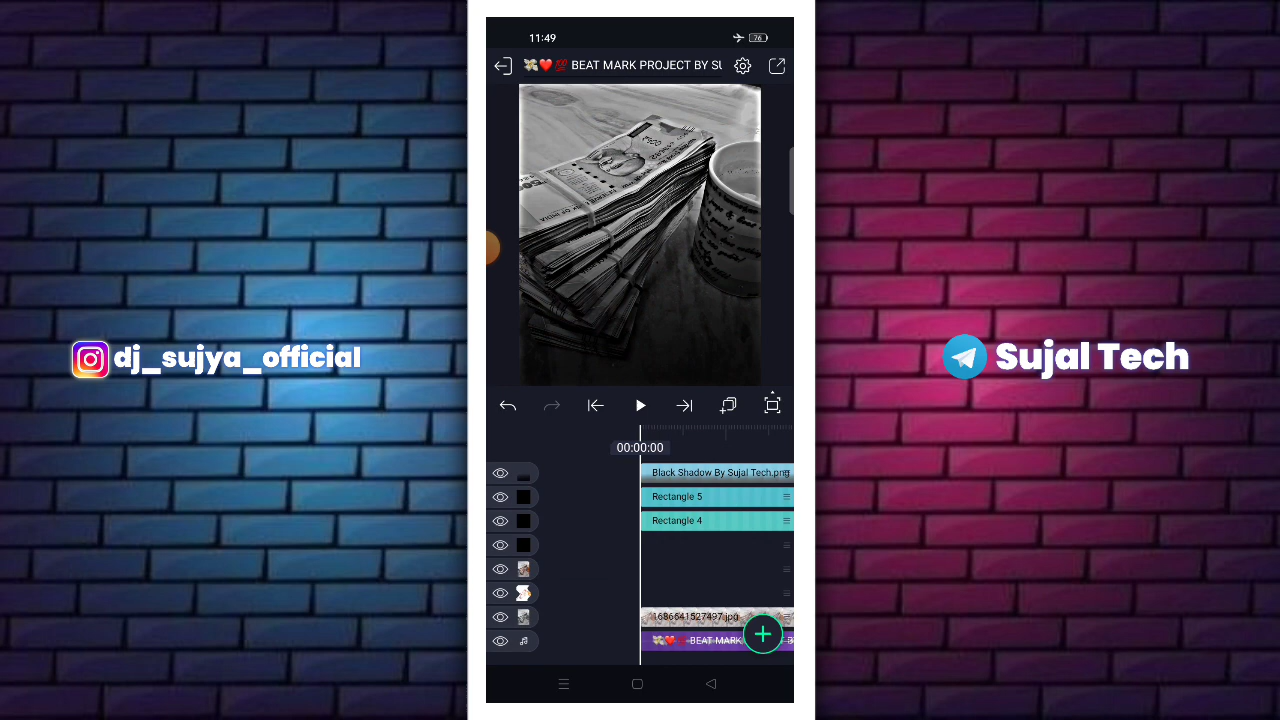 11:49
76
💸❤️💯 BEAT MARK PROJECT BY SU
dj_sujya_official
Sujal Tech
00:00:00
Black Shadow By Sujal Tech.png
Rectangle 5
Rectangle 4
1686641527497.jpg
💸❤️💯 BEAT MARK